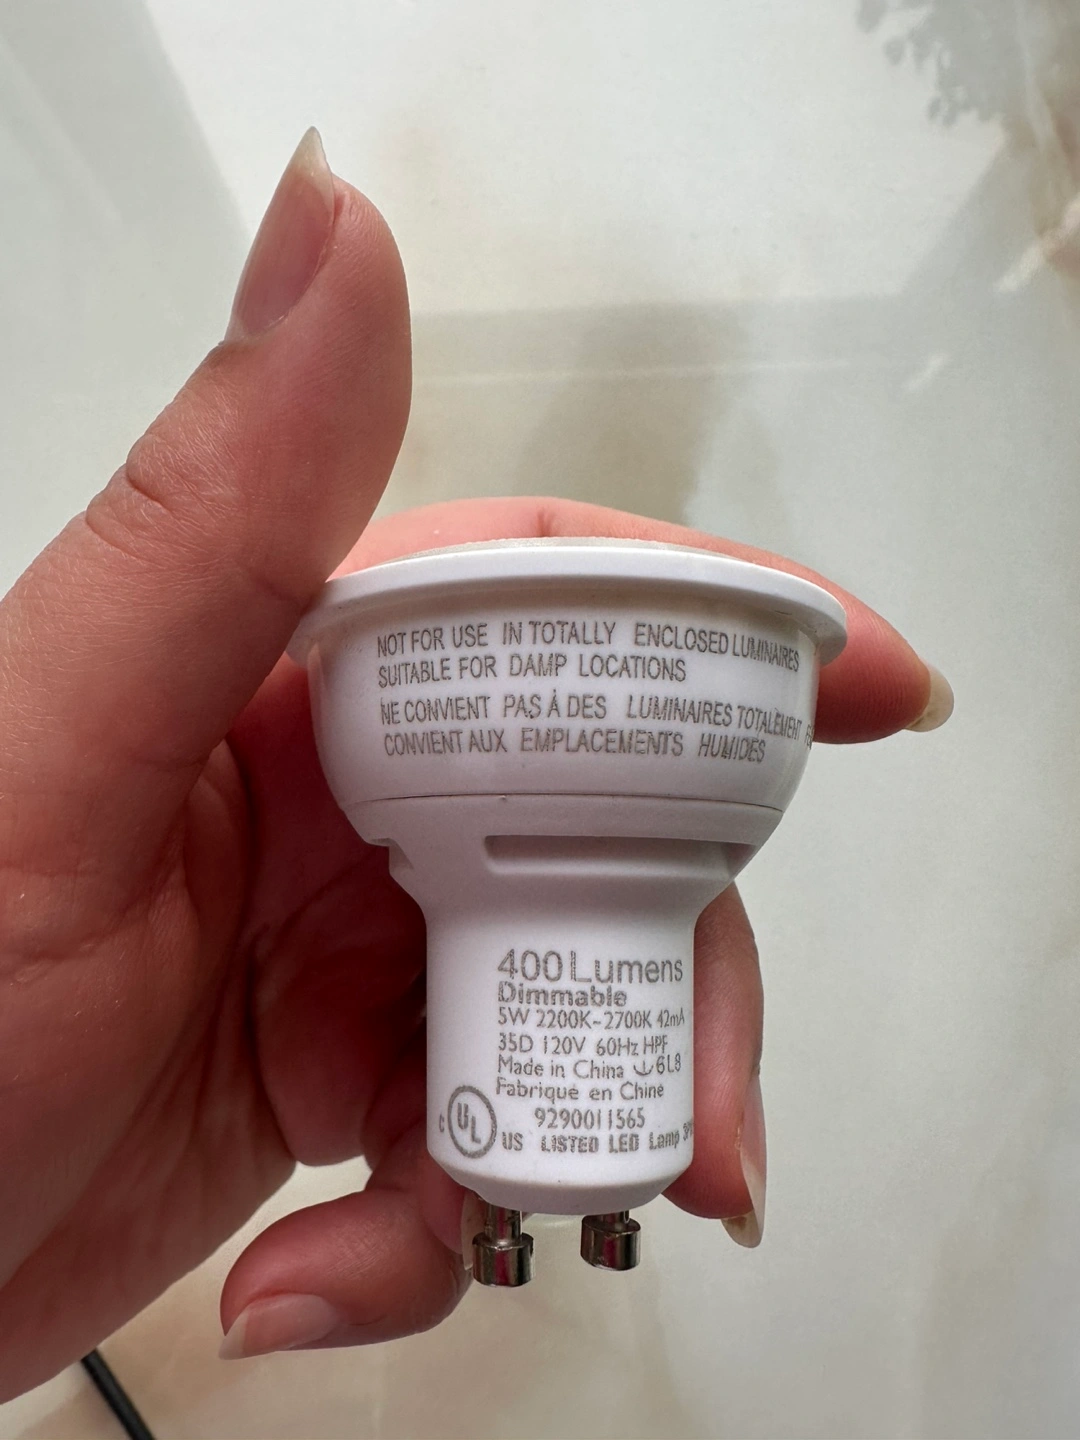 NOT FOR USE IN TOTALLY ENCLOSED LUMINAIRES
SUITABLE FOR DAMP LOCATIONS
NE CONVIENT PAS À DES LUMINAIRES TOTALEMENT
CONVIENT AUX EMPLACEMENTS HUMIDES
400 Lumens
Dimmable
5W 2200K-2700K 42mA
35D 120V 60Hz HPF
Made in China 6L8
Fabriqué en Chine
9290011565
C UL US LISTED LED Lamp